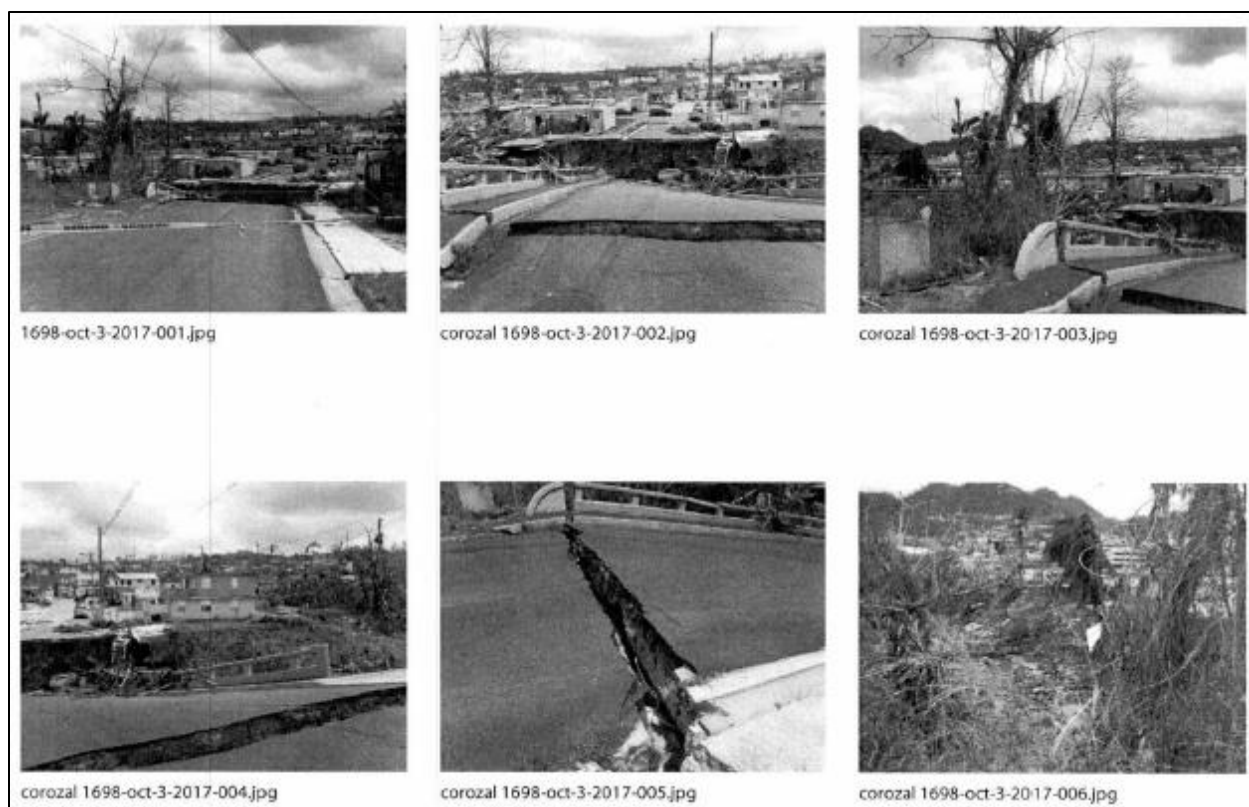 1698-oct-3-2017-001.jpg
corozal 1698-oct-3-2017-002.jpg
corozal 1698-oct-3-2017-003.jpg
corozal 1698-oct-3-2017-004.jpg
corozal 1698-oct-3-2017-005.jpg
corozal 1698-oct-3-2017-006.jpg